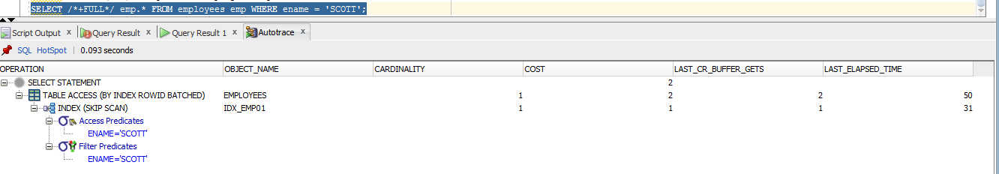 SELECT /*+FULL*/ emp.* FROM employees emp WHERE ename = 'SCOTT';
Script Output x Query Result x Query Result 1 x Autotrace x
SQL HotSpot | 0.093 seconds
OPERATION OBJECT_NAME CARDINALITY COST LAST_CR_BUFFER_GETS LAST_ELAPSED_TIME
SELECT STATEMENT 2
TABLE ACCESS (BY INDEX ROWID BATCHED) EMPLOYEES 1 2 2 50
INDEX (SKIP SCAN) IDX_EMP01 1 1 1 31
Access Predicates
ENAME='SCOTT'
Filter Predicates
ENAME='SCOTT'